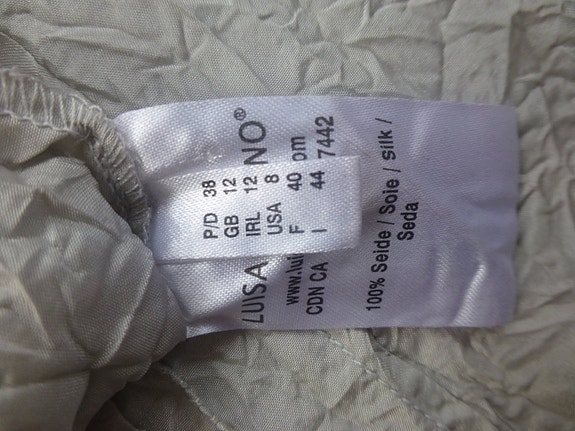 P/D 38
GB 12
IRL 12
USA 8
F 40
I 44
LUISA
NO®
www.lui
om
CDN CA
7442
100% Seide / Soie / silk /
Seda